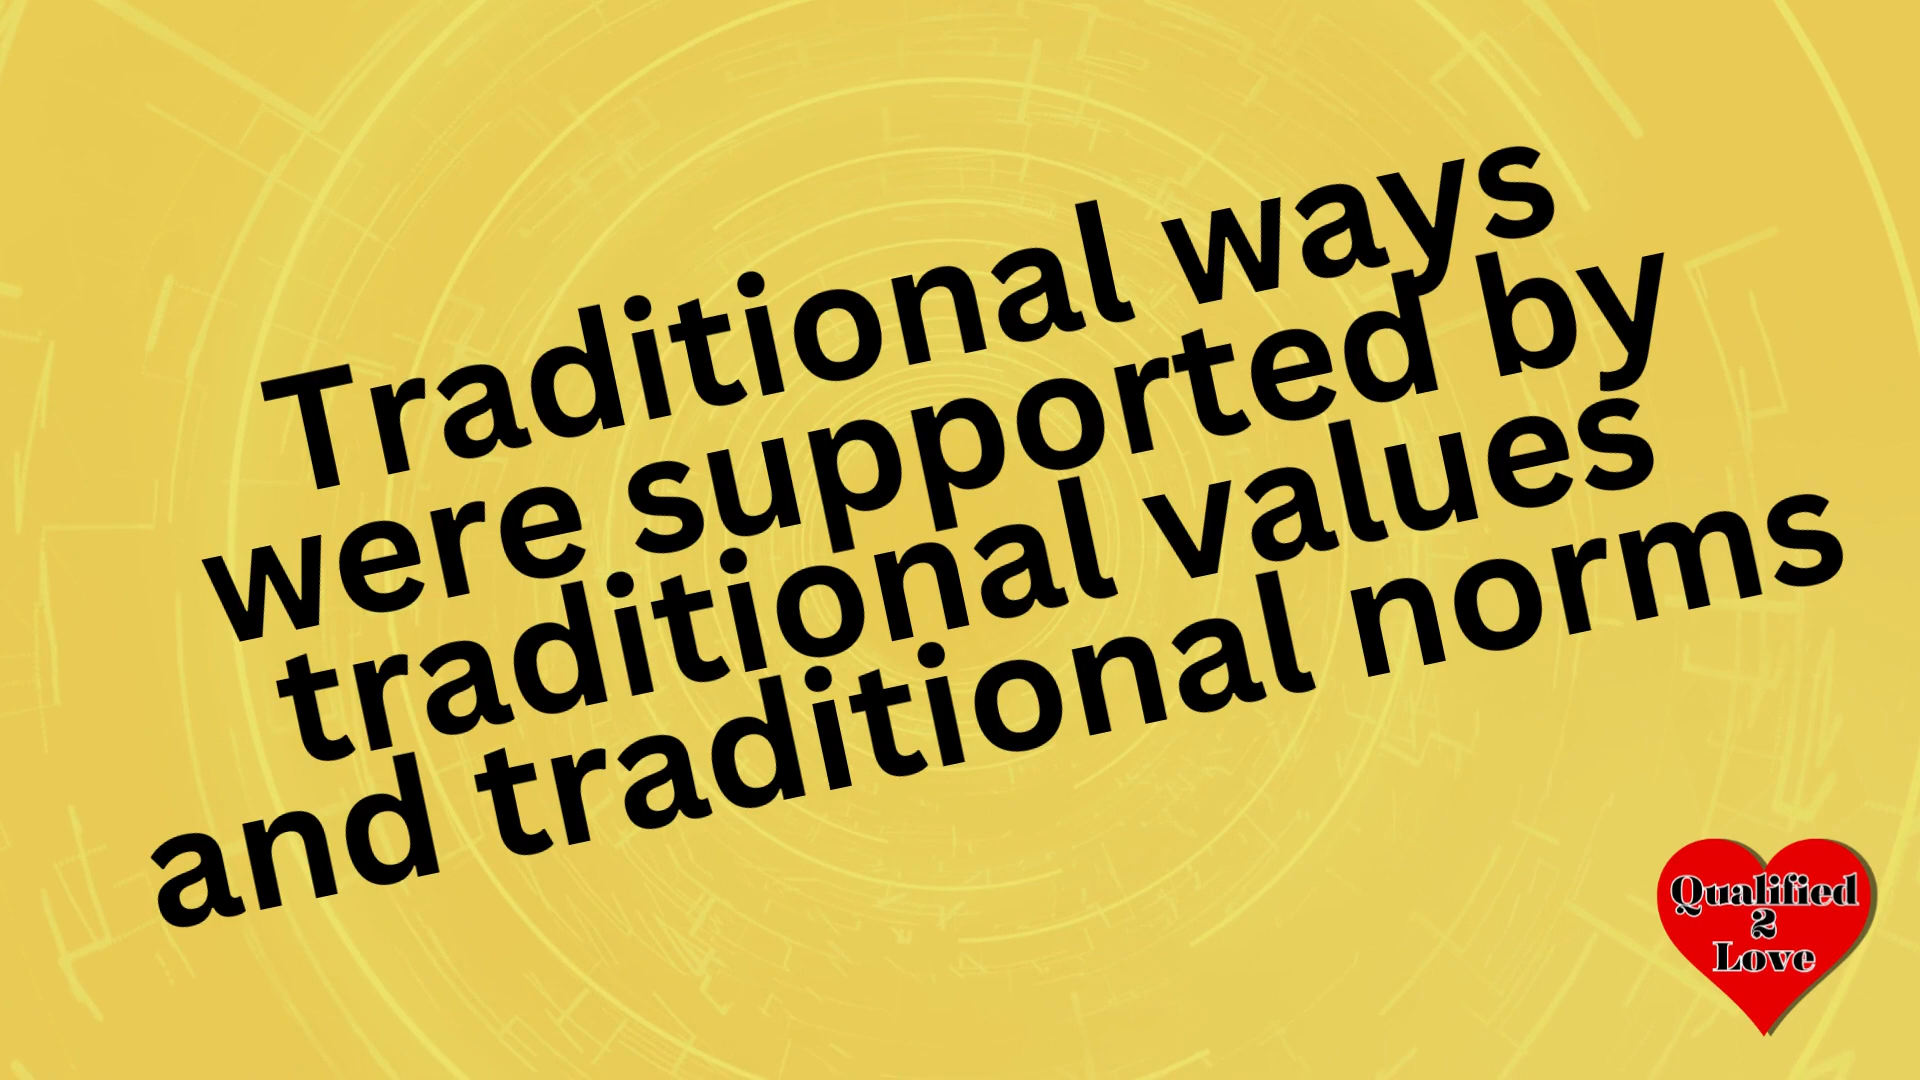 Traditional ways
were supported by
traditional values
and traditional norms
Qualified
2
Love